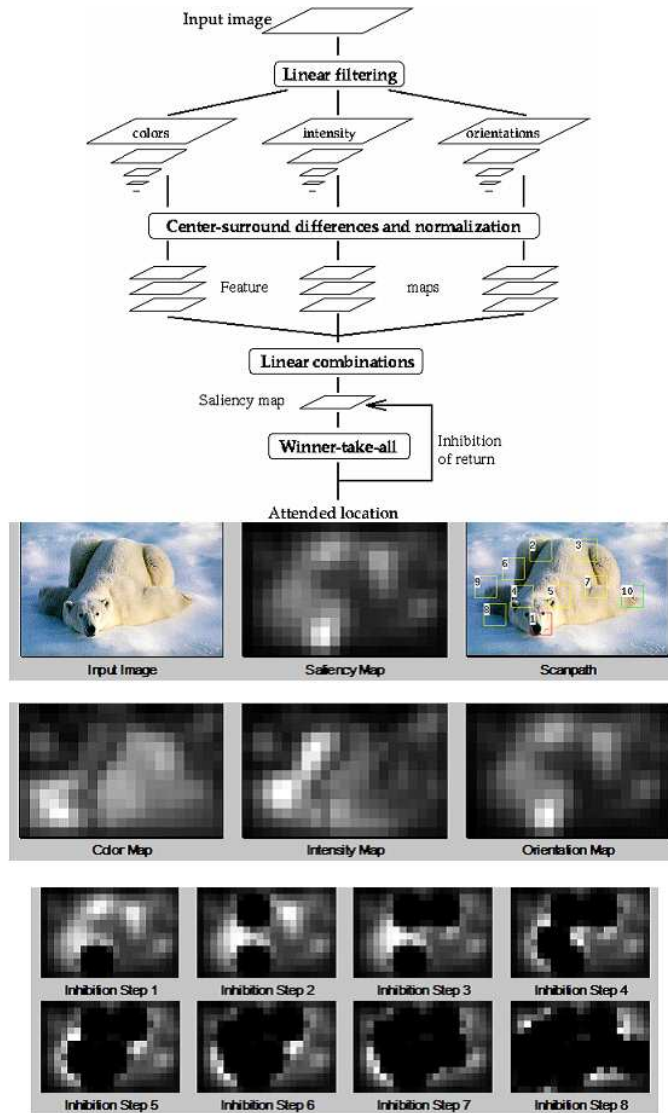 Input image
Linear filtering
colors intensity orientations
Center-surround differences and normalization
Feature maps
Linear combinations
Saliency map
Winner-take-all
Inhibition
of return
Attended location
2 3
6
9 4 5 7 10
8 1
Input Image Saliency Map Scanpath
Color Map Intensity Map Orientation Map
Inhibition Step 1 Inhibition Step 2 Inhibition Step 3 Inhibition Step 4
Inhibition Step 5 Inhibition Step 6 Inhibition Step 7 Inhibition Step 8